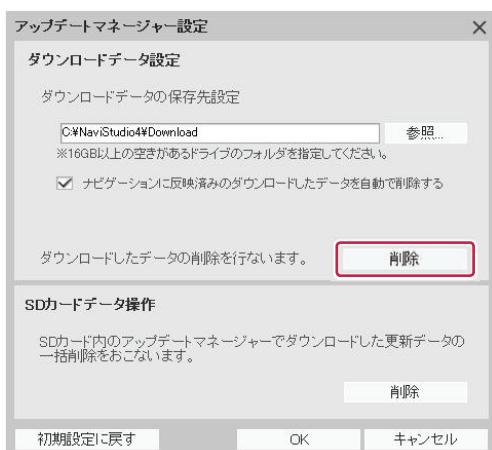 アップデートマネージャー設定
ダウンロードデータ設定
ダウンロードデータの保存先設定
C:¥NaviStudio4¥Download
参照...
※16GB以上の空きがあるドライブのフォルダを指定してください。
ナビゲーションに反映済みのダウンロードしたデータを自動で削除する
ダウンロードしたデータの削除を行ないます。
削除
SDカードデータ操作
SDカード内のアップデートマネージャーでダウンロードした更新データの
一括削除をおこないます。
削除
初期設定に戻す
OK
キャンセル